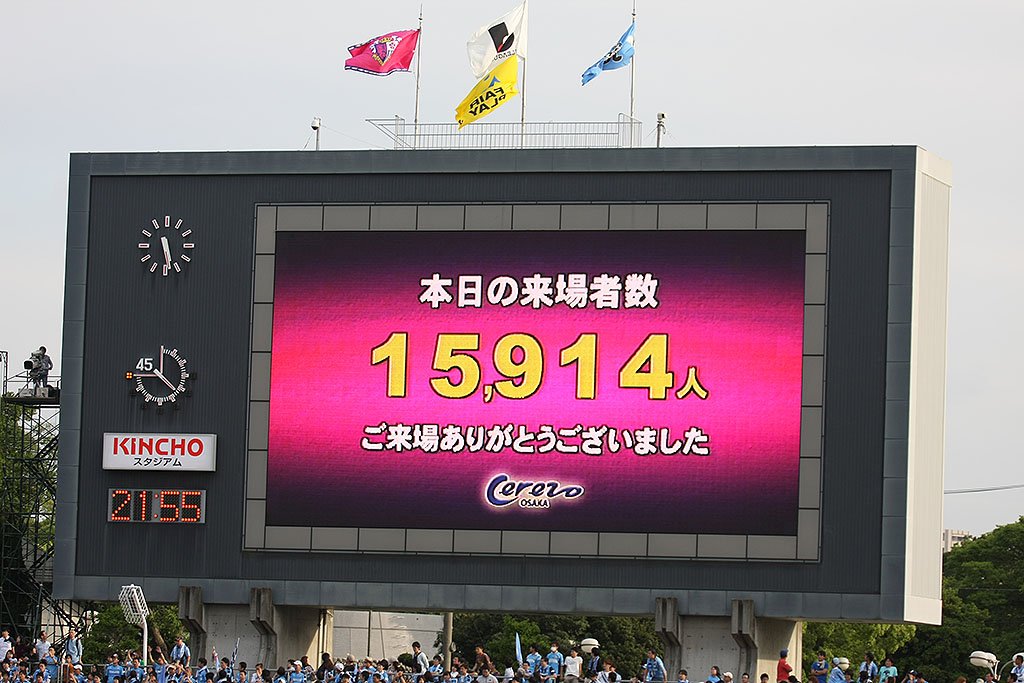 FAIR
PLAY
本日の来場者数
15,914人
ご来場ありがとうございました
Cerezo
OSAKA
45
KINCHO
スタジアム
21:55